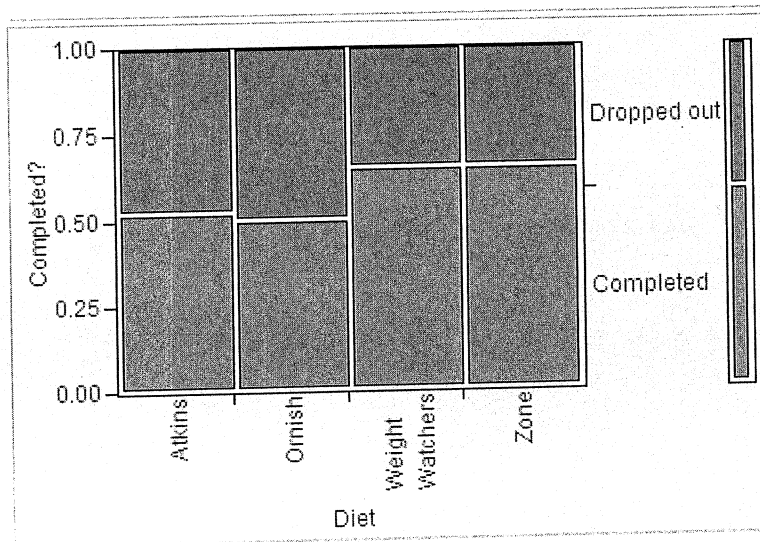 1.00
0.75
0.50
0.25
0.00
Completed?
Dropped out
Completed
Atkins
Ornish
Weight
Watchers
Zone
Diet